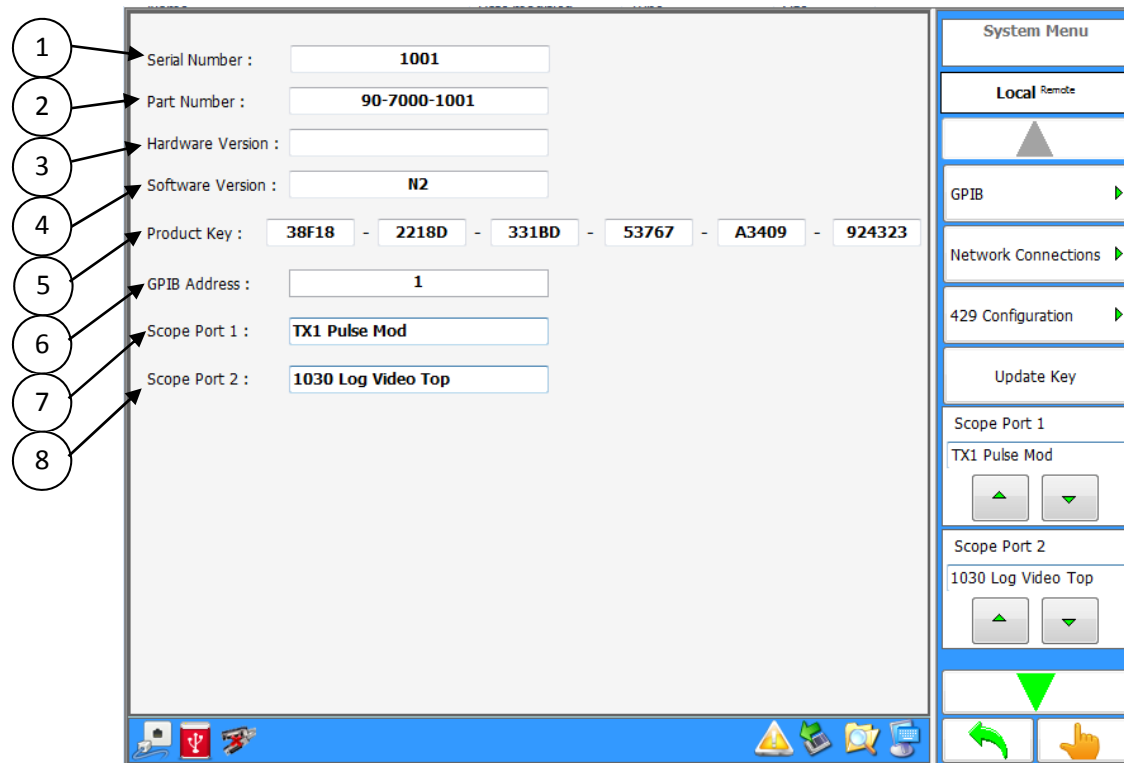 1
Serial Number : 1001
2
Part Number : 90-7000-1001
3
Hardware Version :
4
Software Version : N2
5
Product Key : 38F18 - 2218D - 331BD - 53767 - A3409 - 924323
6
GPIB Address : 1
7
Scope Port 1 : TX1 Pulse Mod
8
Scope Port 2 : 1030 Log Video Top
System Menu
Local Remote
GPIB
Network Connections
429 Configuration
Update Key
Scope Port 1
TX1 Pulse Mod
Scope Port 2
1030 Log Video Top